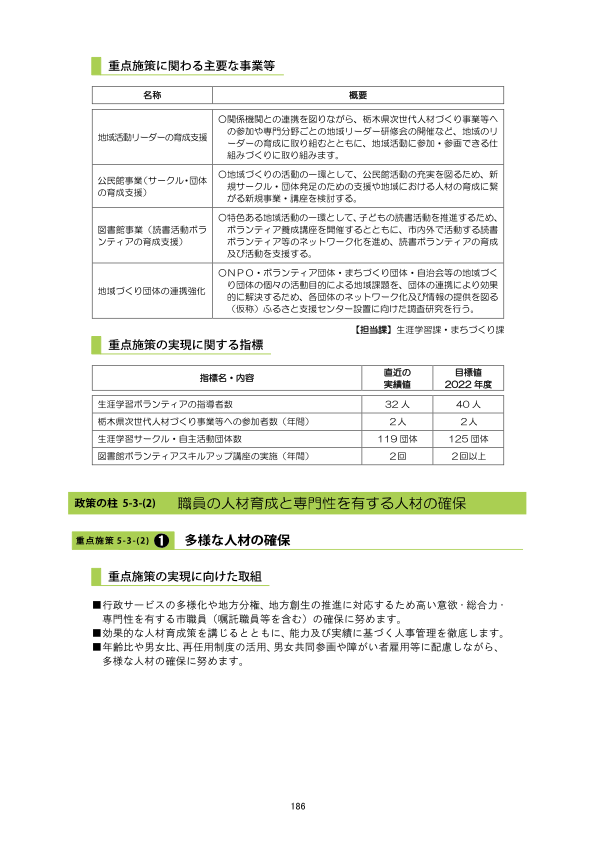 重点施策に関わる主要な事業等
名称 概要
地域活動リーダーの育成支援
○関係機関との連携を図りながら、栃木県次世代人材づくり事業等へ
の参加や専門分野ごとの地域リーダー研修会の開催など、地域のリ
ーダーの育成に取り組むとともに、地域活動に参加・参画できる仕
組みづくりに取り組みます。
公民館事業（サークル・団体
の育成支援）
○地域づくりの活動の一環として、公民館活動の充実を図るため、新
規サークル・団体発足のための支援や地域における人材の育成に繋
がる新規事業・講座を検討する。
図書館事業（読書活動ボラ
ンティアの育成支援）
○特色ある地域活動の一環として、子どもの読書活動を推進するため、
ボランティア養成講座を開催するとともに、市内外で活動する読書
ボランティア等のネットワーク化を進め、読書ボランティアの育成
及び活動を支援する。
地域づくり団体の連携強化
○ＮＰＯ・ボランティア団体・まちづくり団体・自治会等の地域づく
り団体の個々の活動目的による地域課題を、団体の連携により効果
的に解決するため、各団体のネットワーク化及び情報の提供を図る
（仮称）ふるさと支援センター設置に向けた調査研究を行う。
【担当課】生涯学習課・まちづくり課
重点施策の実現に関する指標
指標名・内容 直近の実績値 目標値2022年度
生涯学習ボランティアの指導者数 32人 40人
栃木県次世代人材づくり事業等への参加者数（年間） 2人 2人
生涯学習サークル・自主活動団体数 119団体 125団体
図書館ボランティアスキルアップ講座の実施（年間） 2回 2回以上
政策の柱 5-3-(2) 職員の人材育成と専門性を有する人材の確保
重点施策 5-3-(2) ❶ 多様な人材の確保
重点施策の実現に向けた取組
■行政サービスの多様化や地方分権、地方創生の推進に対応するため高い意欲・総合力・
専門性を有する市職員（嘱託職員等を含む）の確保に努めます。
■効果的な人材育成策を講じるとともに、能力及び実績に基づく人事管理を徹底します。
■年齢比や男女比、再任用制度の活用、男女共同参画や障がい者雇用等に配慮しながら、
多様な人材の確保に努めます。
186